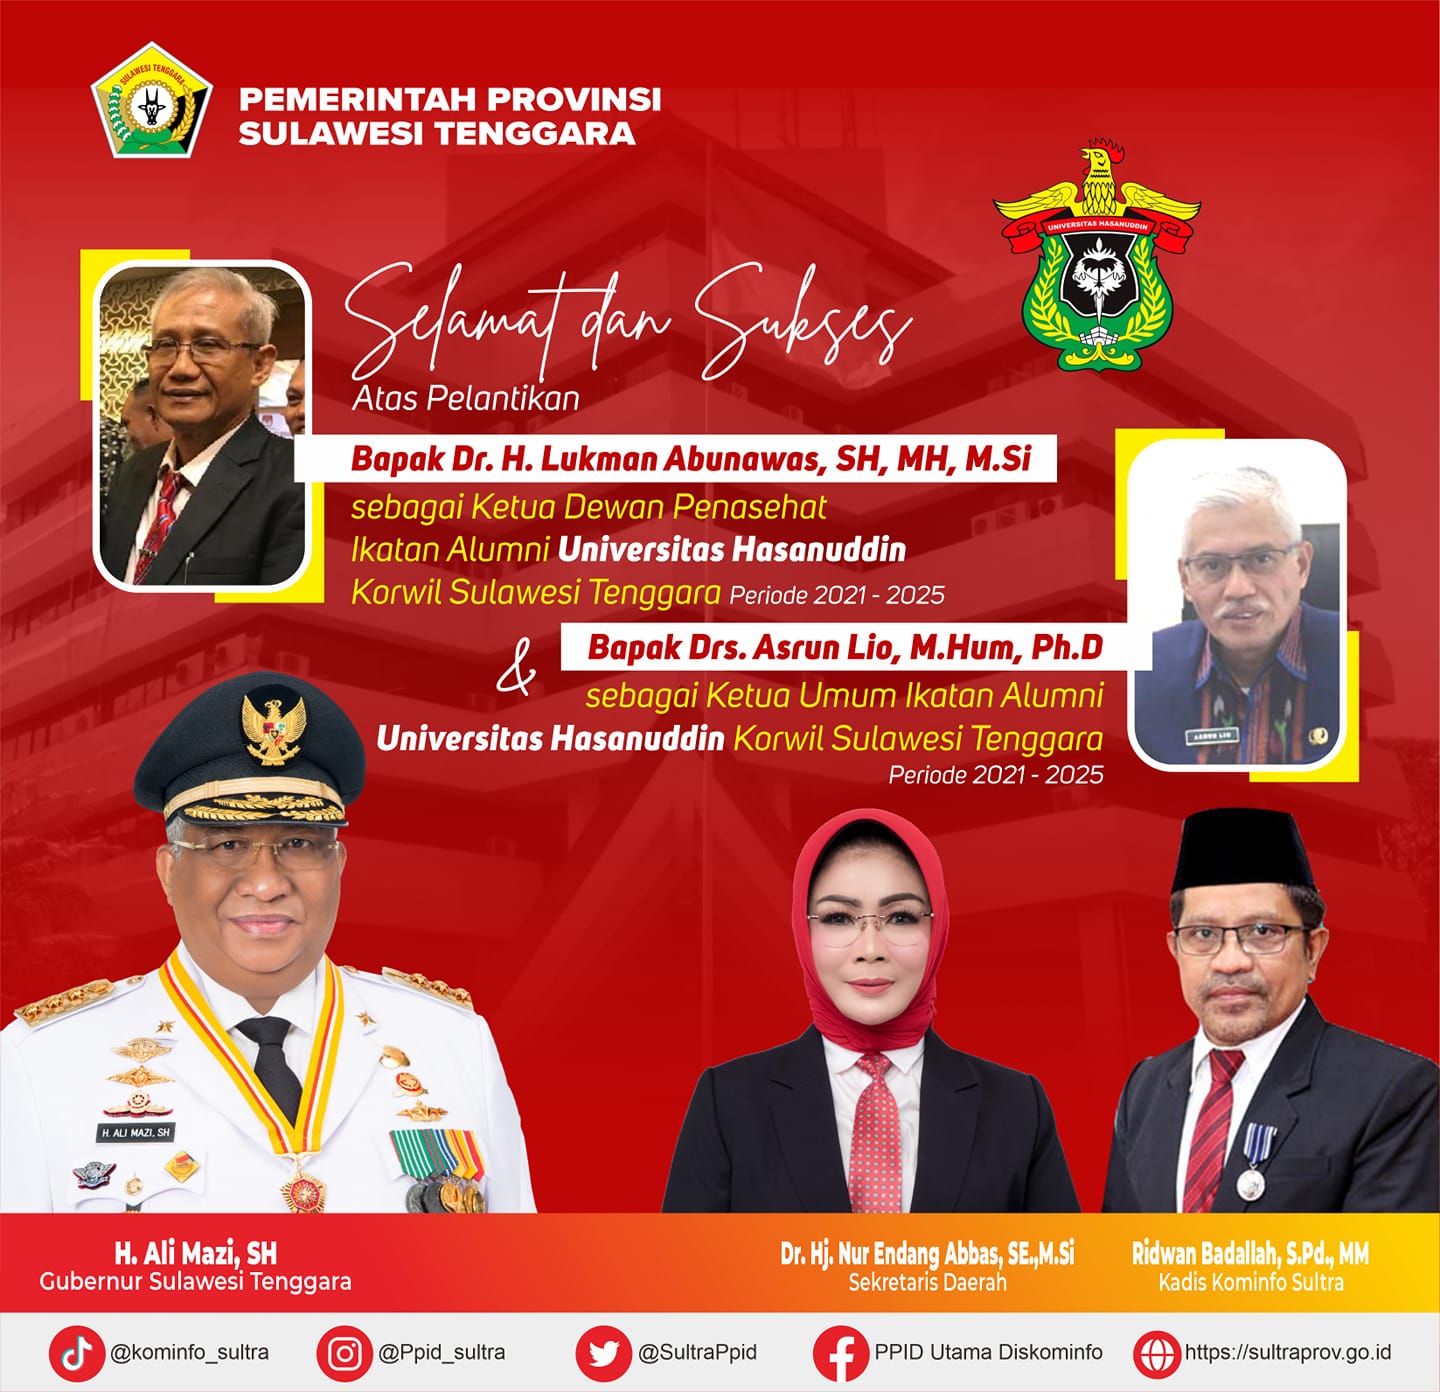 SULAWESI TENGGARA
PEMERINTAH PROVINSI
SULAWESI TENGGARA
UNIVERSITAS HASANUDDIN
Selamat dan Sukses
Atas Pelantikan
Bapak Dr. H. Lukman Abunawas, SH, MH, M.Si
sebagai Ketua Dewan Penasehat
Ikatan Alumni Universitas Hasanuddin
Korwil Sulawesi Tenggara Periode 2021 - 2025
&
Bapak Drs. Asrun Lio, M.Hum, Ph.D
sebagai Ketua Umum Ikatan Alumni
Universitas Hasanuddin Korwil Sulawesi Tenggara
Periode 2021 - 2025
ASRUN LIO
H. ALI MAZI, SH
H. Ali Mazi, SH
Gubernur Sulawesi Tenggara
Dr. Hj. Nur Endang Abbas, SE.,M.Si
Sekretaris Daerah
Ridwan Badallah, S.Pd., MM
Kadis Kominfo Sultra
@kominfo_sultra
@Ppid_sultra
@SultraPpid
PPID Utama Diskominfo
https://sultraprov.go.id